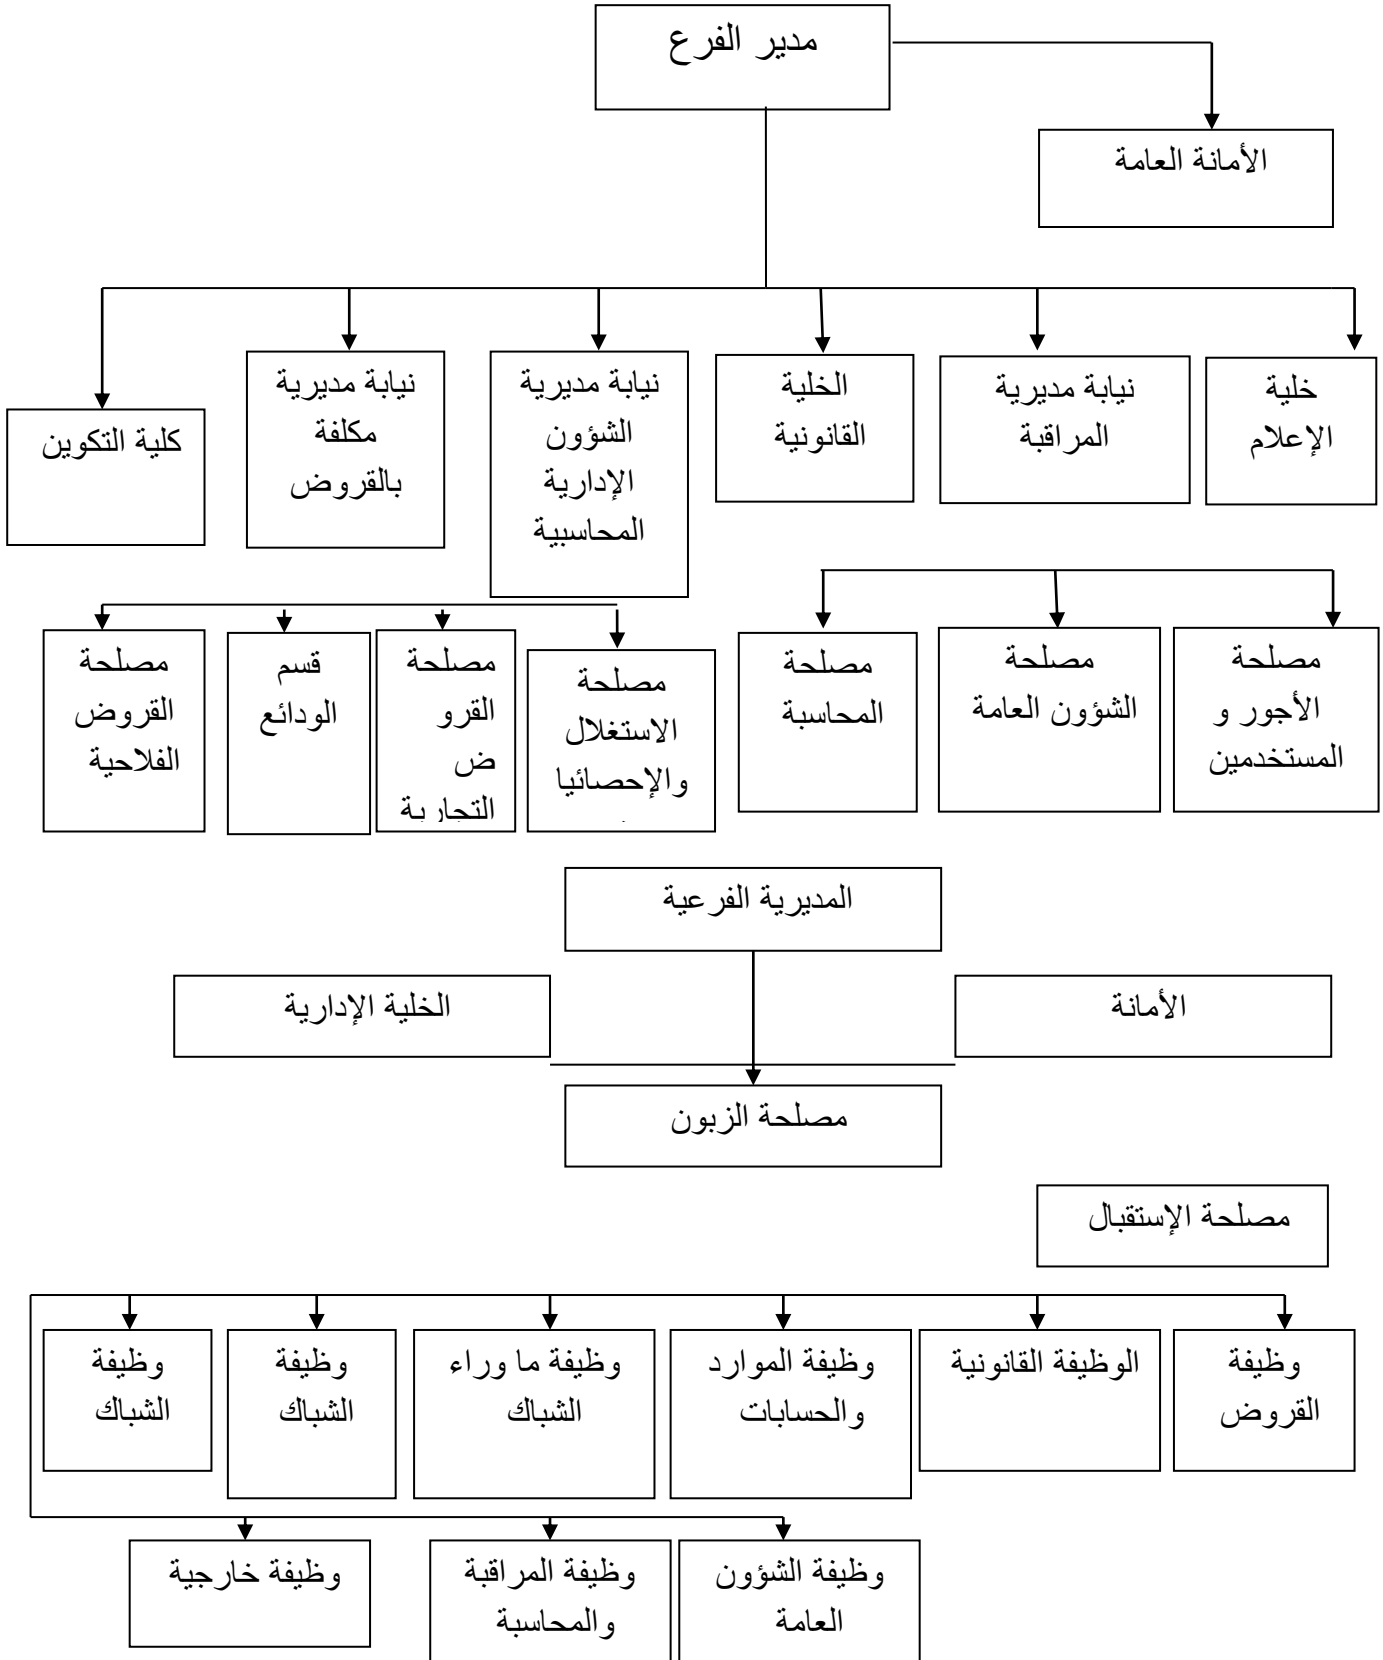 مدير الفرع
الأمانة العامة
خلية
الإعلام
نيابة مديرية
المراقبة
الخلية
القانونية
نيابة مديرية
الشؤون
الإدارية
المحاسبية
نيابة مديرية
مكلفة
بالقروض
كلية التكوين
مصلحة
الأجور و
المستخدمين
مصلحة
الشؤون العامة
مصلحة
المحاسبة
مصلحة
الاستغلال
والإحصائيا
مصلحة
القرو
ض
التجارية
قسم
الودائع
مصلحة
القروض
الفلاحية
المديرية الفرعية
الأمانة
الخلية الإدارية
مصلحة الزبون
مصلحة الإستقبال
وظيفة
القروض
الوظيفة القانونية
وظيفة الموارد
والحسابات
وظيفة ما وراء
الشباك
وظيفة
الشباك
وظيفة
الشباك
وظيفة الشؤون
العامة
وظيفة المراقبة
والمحاسبة
وظيفة خارجية